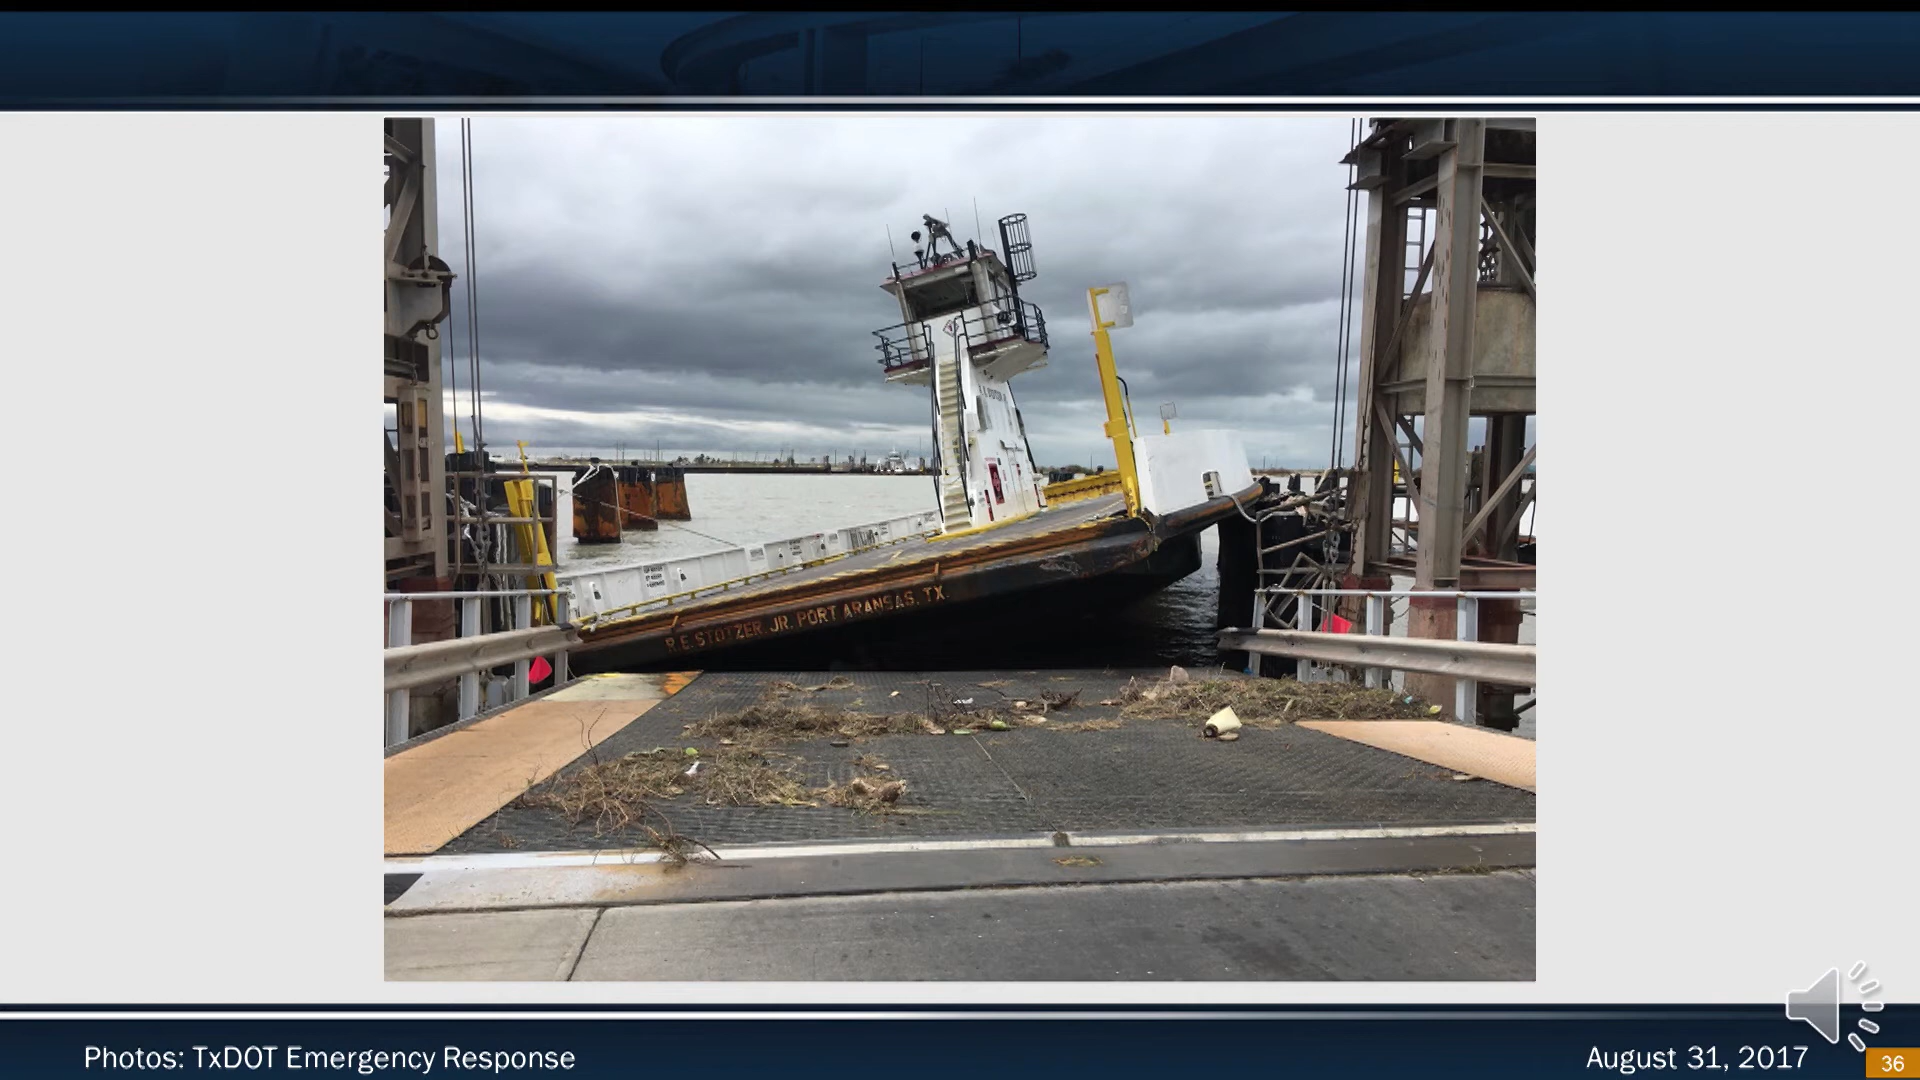 R.E. STOTZER. JR. PORT ARANSAS, TX.
Photos: TxDOT Emergency Response
August 31, 2017
36